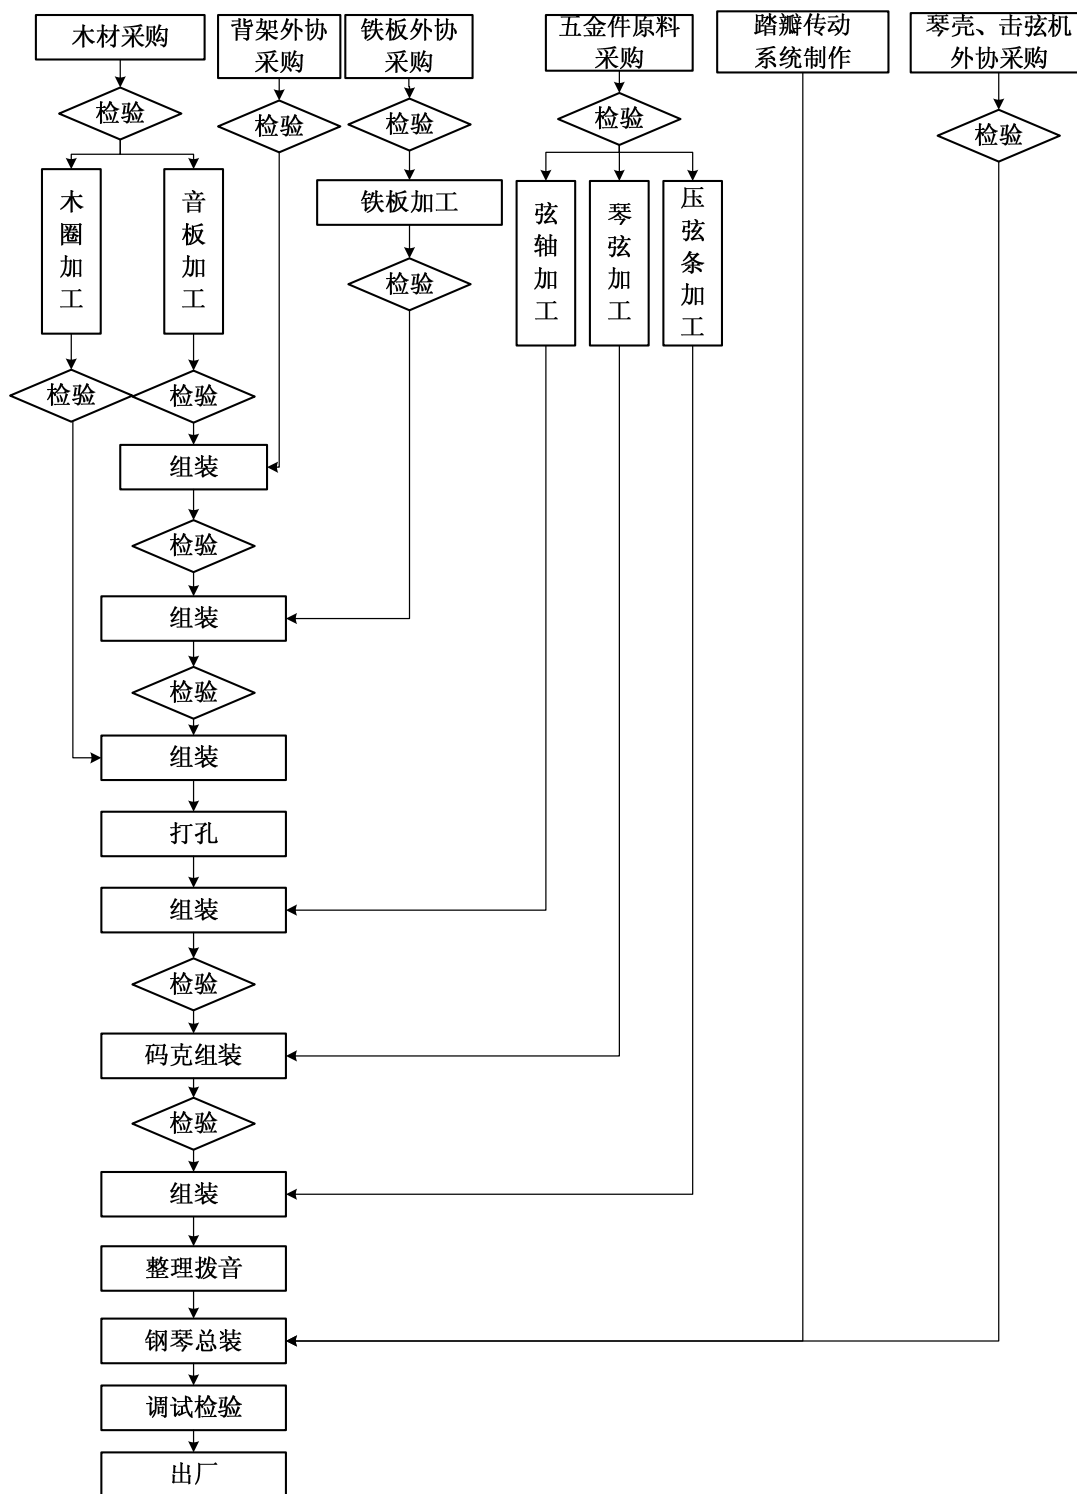 木材采购
背架外协
采购
铁板外协
采购
五金件原料
采购
踏瓣传动
系统制作
琴壳、击弦机
外协采购
检验
检验
检验
检验
检验
木圈加工
音板加工
铁板加工
弦轴加工
琴弦加工
压弦条加工
检验
检验
检验
组装
检验
组装
检验
组装
打孔
组装
检验
码克组装
检验
组装
整理拨音
钢琴总装
调试检验
出厂